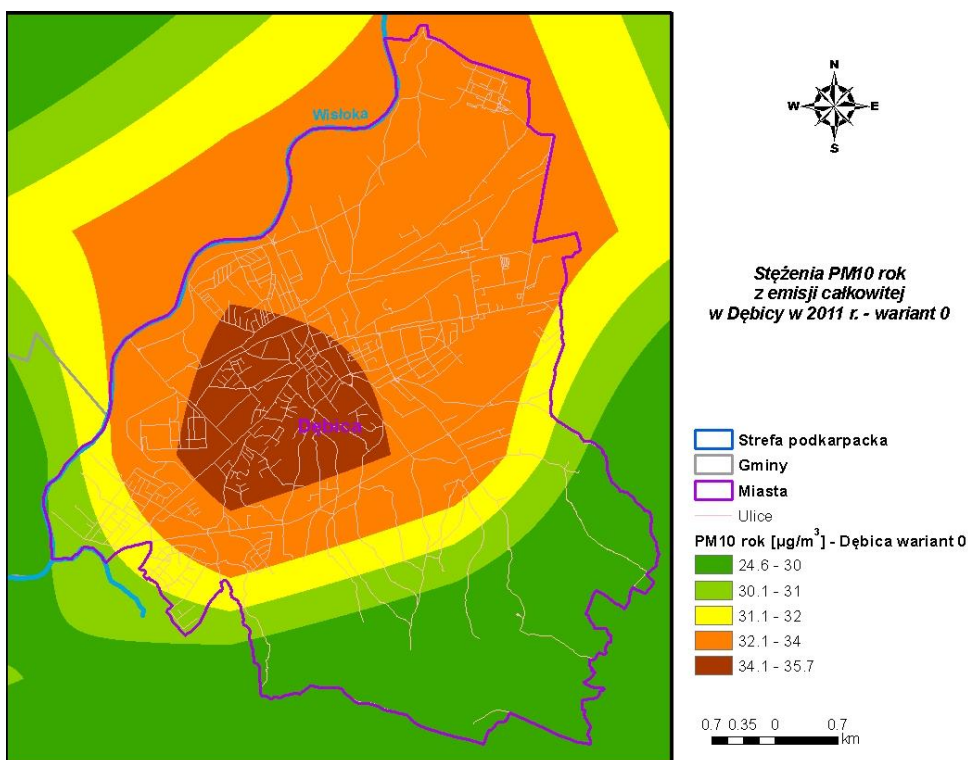 Wisłoka
Dębica
N
W E
S
Stężenia PM10 rok
z emisji całkowitej
w Dębicy w 2011 r. - wariant 0
Strefa podkarpacka
Gminy
Miasta
Ulice
PM10 rok [µg/m³] - Dębica wariant 0
24.6 - 30
30.1 - 31
31.1 - 32
32.1 - 34
34.1 - 35.7
0.7 0.35 0 0.7
km